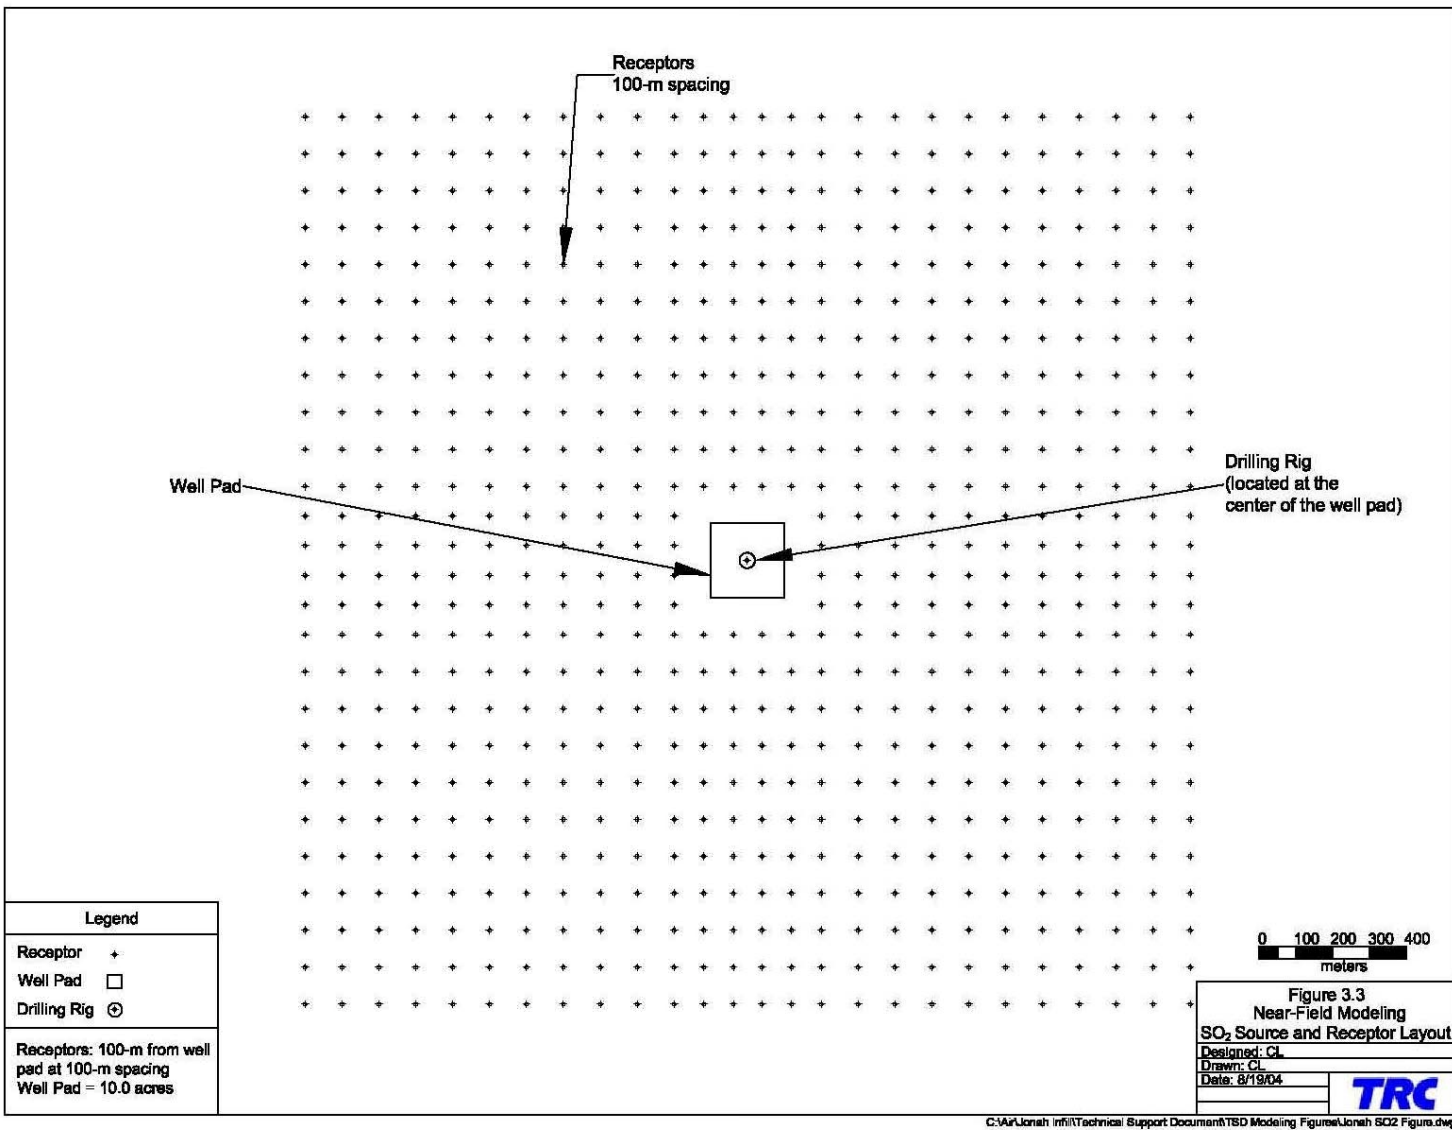 Receptors
100-m spacing
Well Pad
Drilling Rig
(located at the
center of the well pad)
Legend
Receptor
Well Pad
Drilling Rig
Receptors: 100-m from well
pad at 100-m spacing
Well Pad = 10.0 acres
0 100 200 300 400
meters
Figure 3.3
Near-Field Modeling
SO₂ Source and Receptor Layout
Designed: CL
Drawn: CL
Date: 8/19/04
TRC
C:\Air\Jonah Infill\Technical Support Document\TSD Modeling Figures\Jonah SO2 Figure.dwg